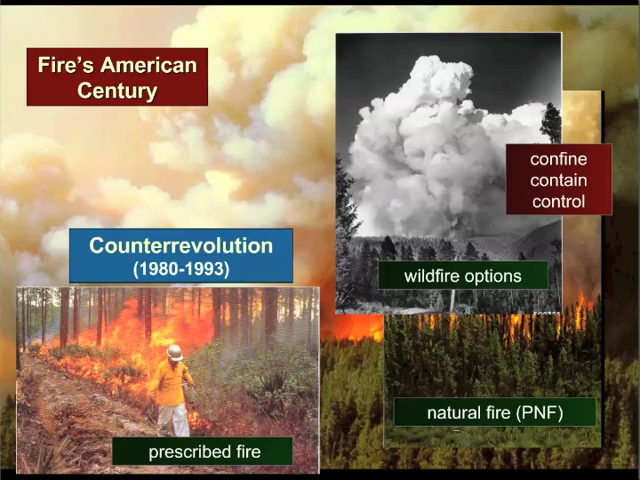 Fire's American
Century
confine
contain
control
Counterrevolution
(1980-1993)
wildfire options
natural fire (PNF)
prescribed fire